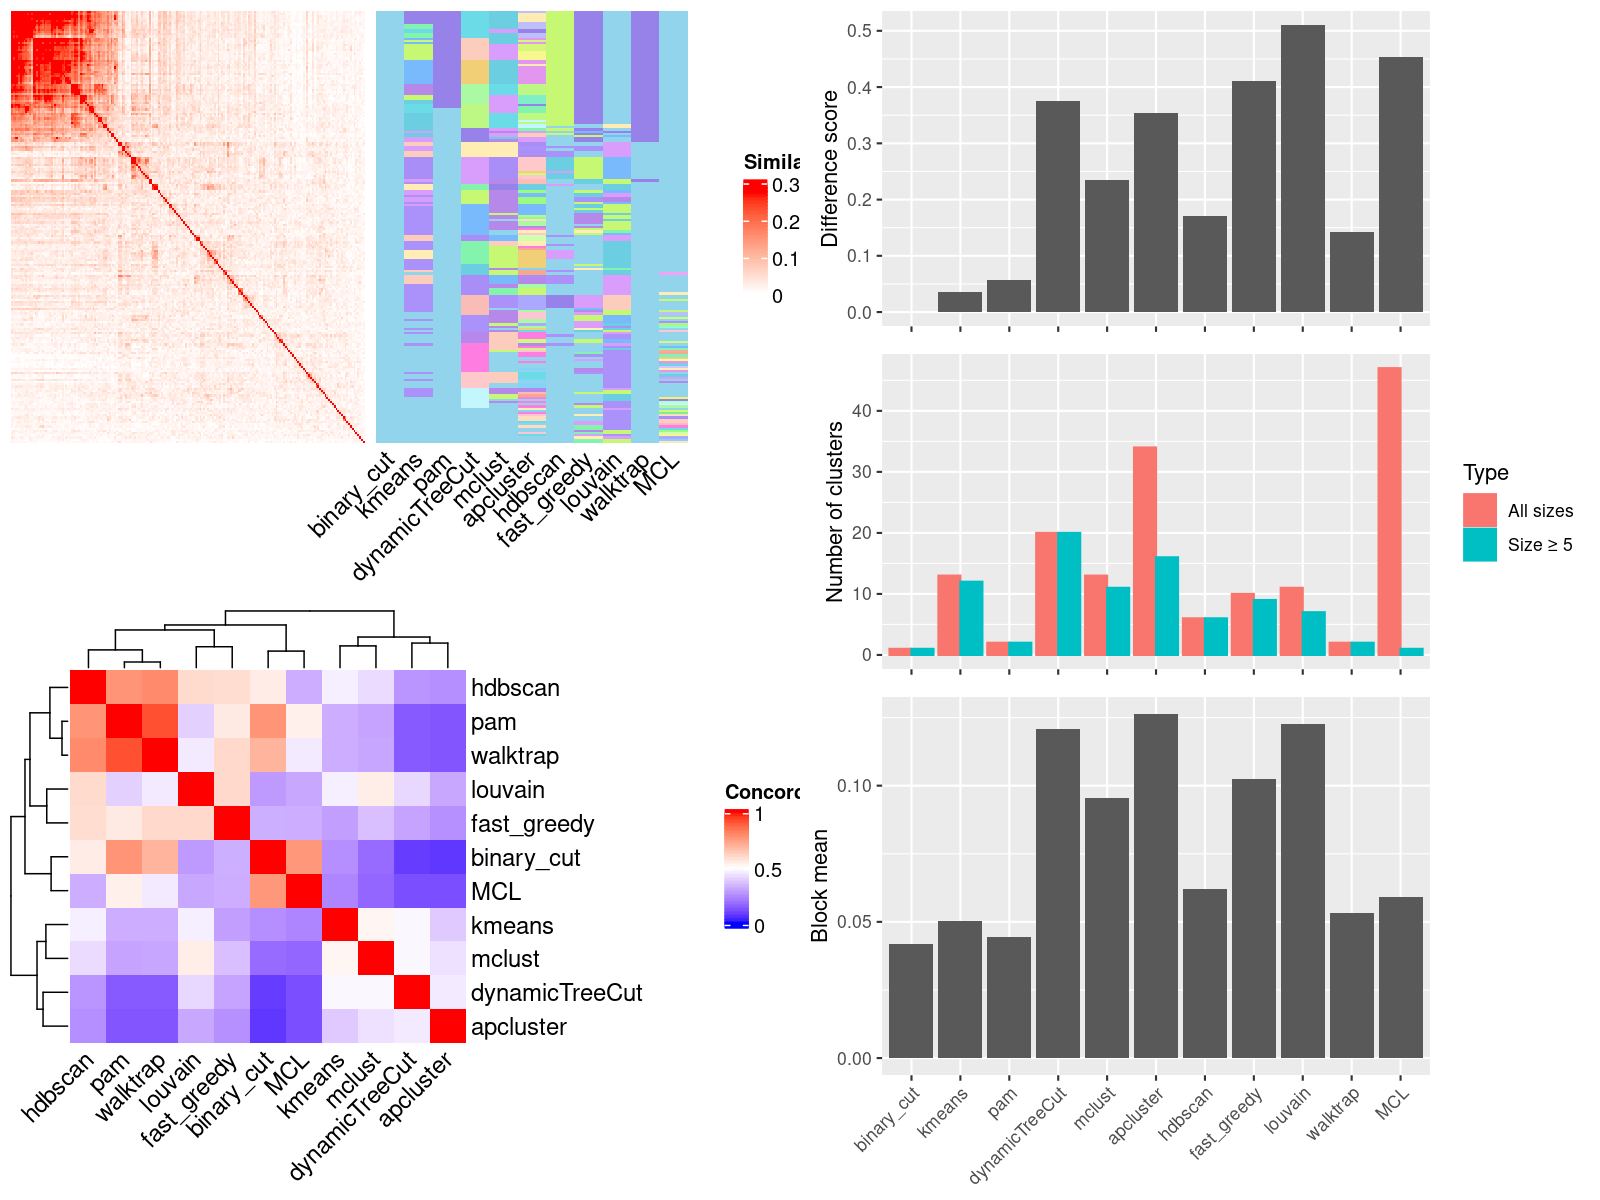 Simila
0.3
0.2
0.1
0
binary_cut
kmeans
pam
dynamicTreeCut
mclust
apcluster
hdbscan
fast_greedy
louvain
walktrap
MCL
hdbscan
pam
walktrap
louvain
fast_greedy
binary_cut
MCL
kmeans
mclust
dynamicTreeCut
apcluster
hdbscan
pam
walktrap
louvain
fast_greedy
binary_cut
MCL
kmeans
mclust
dynamicTreeCut
apcluster
Concord
1
0.5
0
Difference score
0.5
0.4
0.3
0.2
0.1
0.0
Number of clusters
40
30
20
10
0
Type
All sizes
Size ≥ 5
Block mean
0.10
0.05
0.00
binary_cut
kmeans
pam
dynamicTreeCut
mclust
apcluster
hdbscan
fast_greedy
louvain
walktrap
MCL